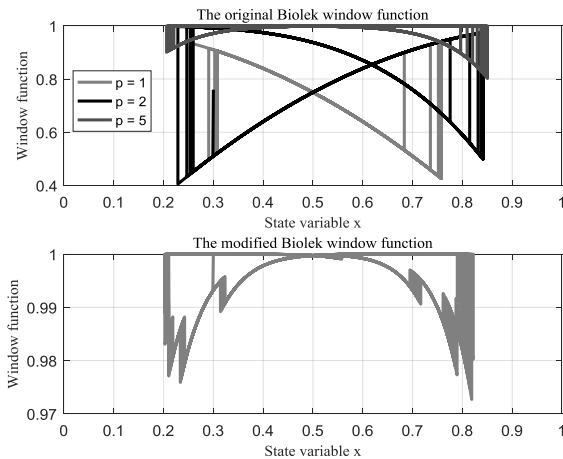 The original Biolek window function
1
0.8
0.6
0.4
Window function
p = 1
p = 2
p = 5
0 0.1 0.2 0.3 0.4 0.5 0.6 0.7 0.8 0.9 1
State variable x
The modified Biolek window function
1
0.99
0.98
0.97
Window function
0 0.1 0.2 0.3 0.4 0.5 0.6 0.7 0.8 0.9 1
State variable x